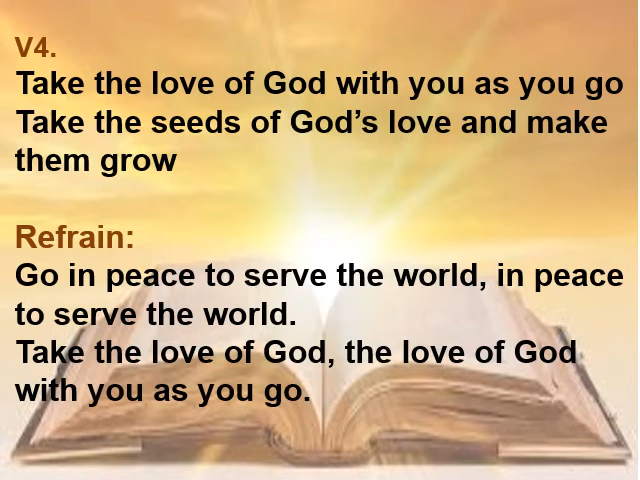 V4.
Take the love of God with you as you go
Take the seeds of God’s love and make
them grow
Refrain:
Go in peace to serve the world, in peace
to serve the world.
Take the love of God, the love of God
with you as you go.